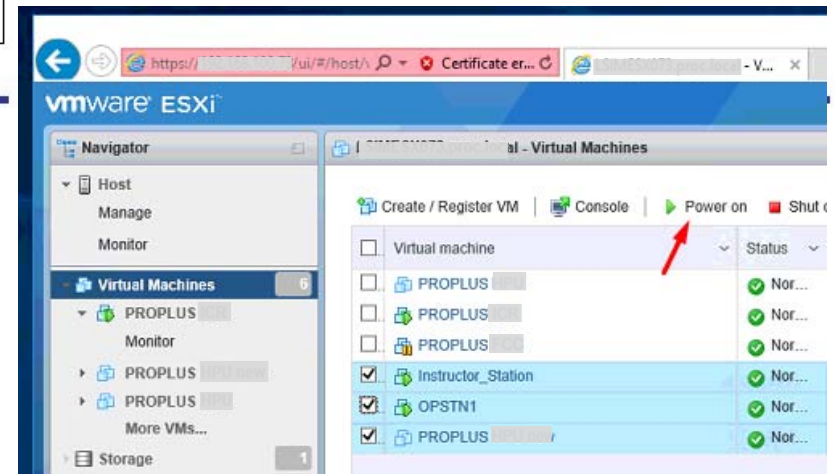 https:// /ui/#/host/\ Certificate er... - V...
vmware ESXi
Navigator
al - Virtual Machines
Host
Manage
Monitor
Create / Register VM Console Power on Shut
Virtual machine Status
Virtual Machines 6
PROPLUS
Monitor
PROPLUS
PROPLUS
More VMs...
Storage 1
PROPLUS Nor...
PROPLUS Nor...
PROPLUS Nor...
Instructor_Station Nor...
OPSTN1 Nor...
PROPLUS Nor...